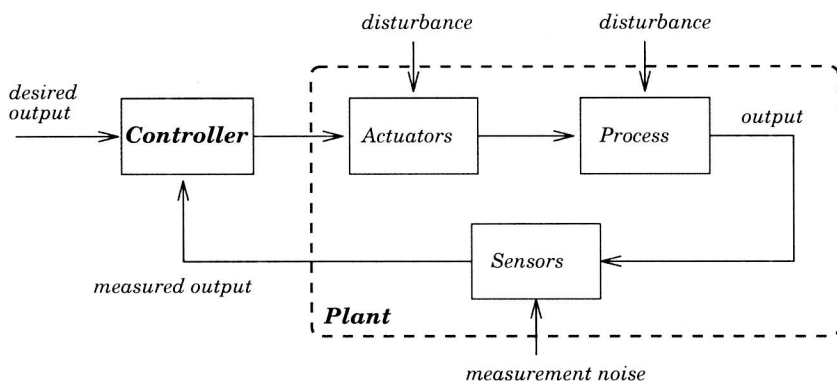 disturbance
disturbance
desired
output
Controller
Actuators
Process
output
Sensors
measured output
Plant
measurement noise